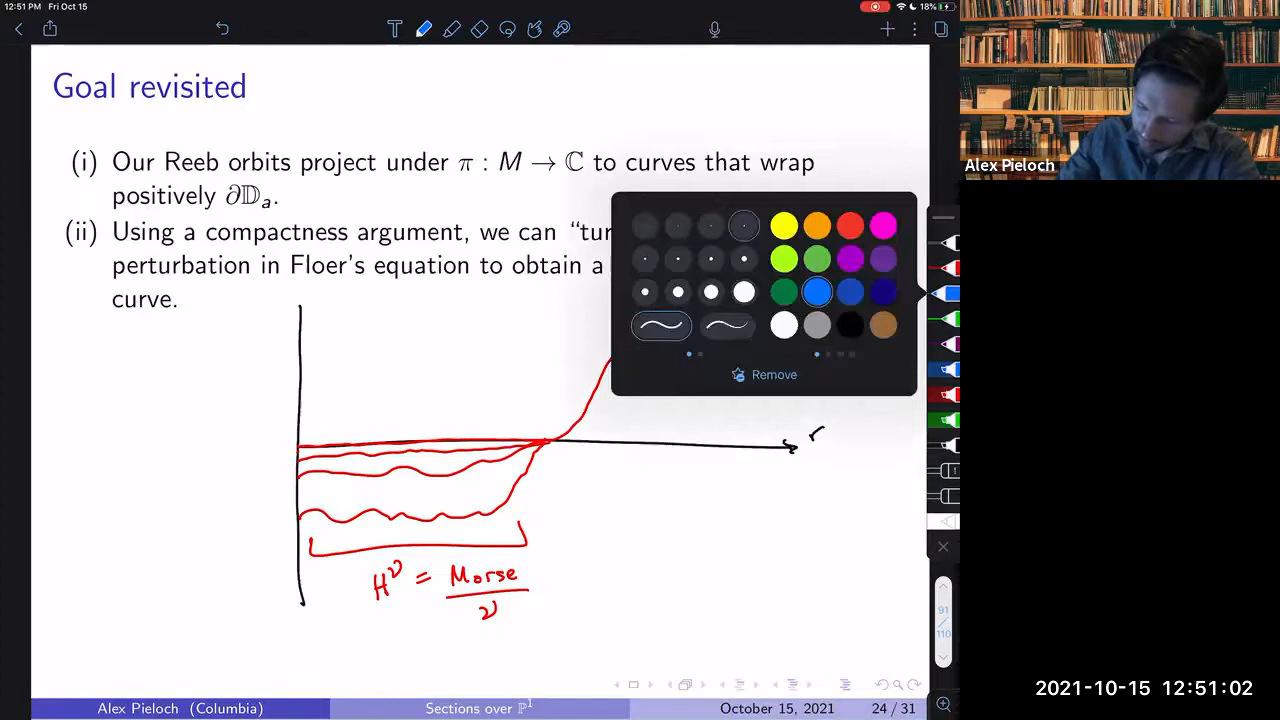 12:51 PM Fri Oct 15
18%
Goal revisited
(i) Our Reeb orbits project under π : M → ℂ to curves that wrap
positively ∂𝔻ₐ.
(ii) Using a compactness argument, we can “tur
perturbation in Floer's equation to obtain a
curve.
Remove
r
H^ν = Morse
ν
91
110
Alex Pieloch (Columbia)
Sections over ℙ¹
October 15, 2021
24 / 31
Alex Pieloch
2021-10-15 12:51:02